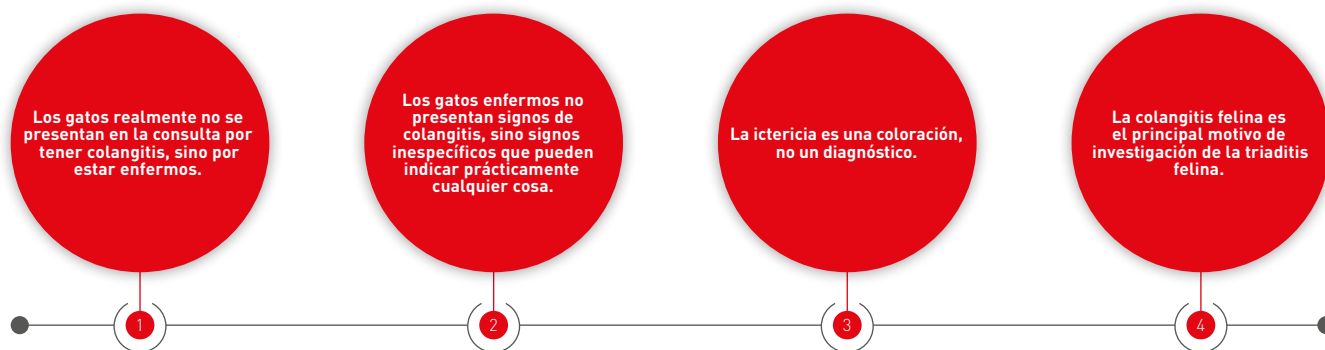 Los gatos realmente no se
presentan en la consulta por
tener colangitis, sino por
estar enfermos.
Los gatos enfermos no
presentan signos de
colangitis, sino signos
inespecíficos que pueden
indicar prácticamente
cualquier cosa.
La ictericia es una coloración,
no un diagnóstico.
La colangitis felina es
el principal motivo de
investigación de la triaditis
felina.
1
2
3
4